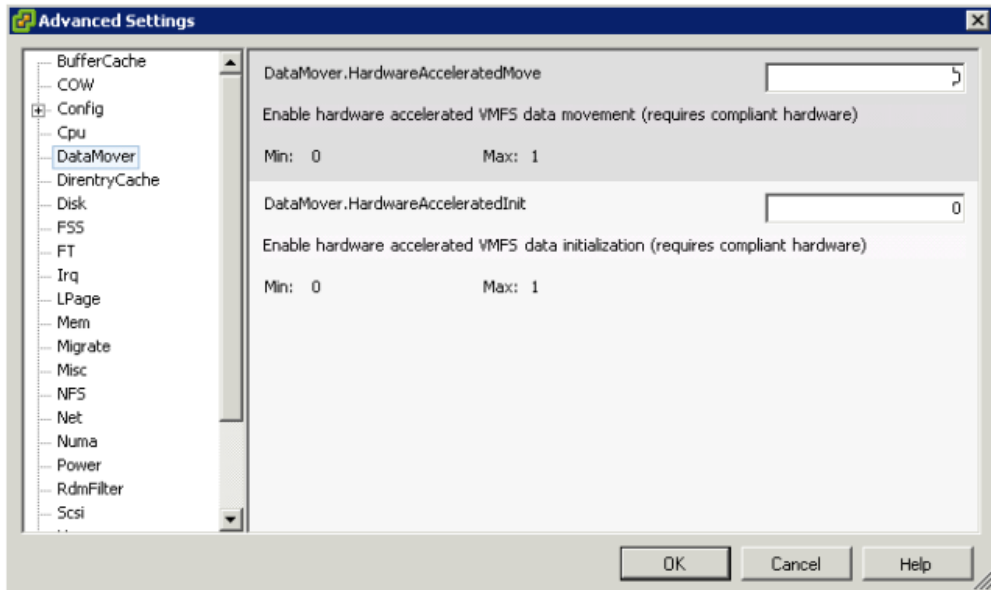 Advanced Settings
BufferCache
COW
Config
Cpu
DataMover
DirentryCache
Disk
FSS
FT
Irq
LPage
Mem
Migrate
Misc
NFS
Net
Numa
Power
RdmFilter
Scsi
DataMover.HardwareAcceleratedMove
Enable hardware accelerated VMFS data movement (requires compliant hardware)
Min: 0 Max: 1
DataMover.HardwareAcceleratedInit 0
Enable hardware accelerated VMFS data initialization (requires compliant hardware)
Min: 0 Max: 1
OK Cancel Help